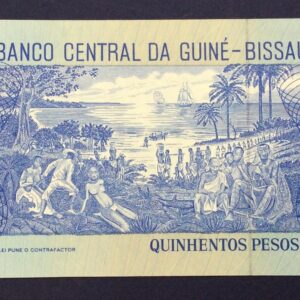 BANCO CENTRAL DA GUINÉ-BISSAU
LEI PUNE O CONTRAFACTOR
QUINHENTOS PESOS